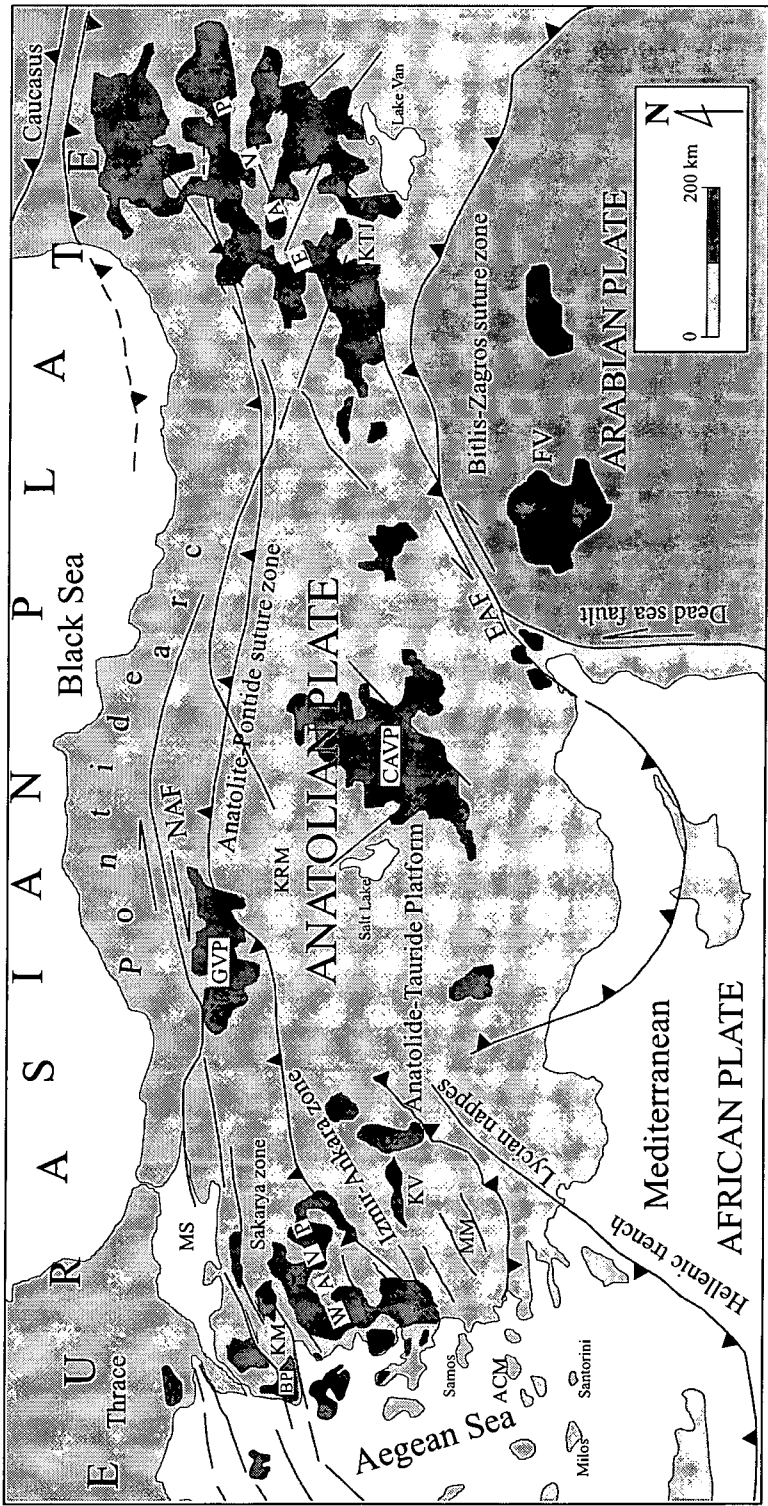 EURASIAN PLATE
Caucasus
Black Sea
Thrace
MS
Pontide arc
NAF
Sakarya zone
GVP
Anatolite-Pontide suture zone
EAVP
KTJ
Lake Van
KM
BP
WAVP
Izmir-Ankara zone
KRM
ANATOLIAN PLATE
Salt Lake
CAVP
Anatolide-Tauride Platform
KV
MM
Lycian nappes
Aegean Sea
Samos
ACM
Milos
Santorini
Hellenic trench
Mediterranean
AFRICAN PLATE
EAF
Dead sea fault
Bitlis-Zagros suture zone
FV
ARABIAN PLATE
N
0
200 km